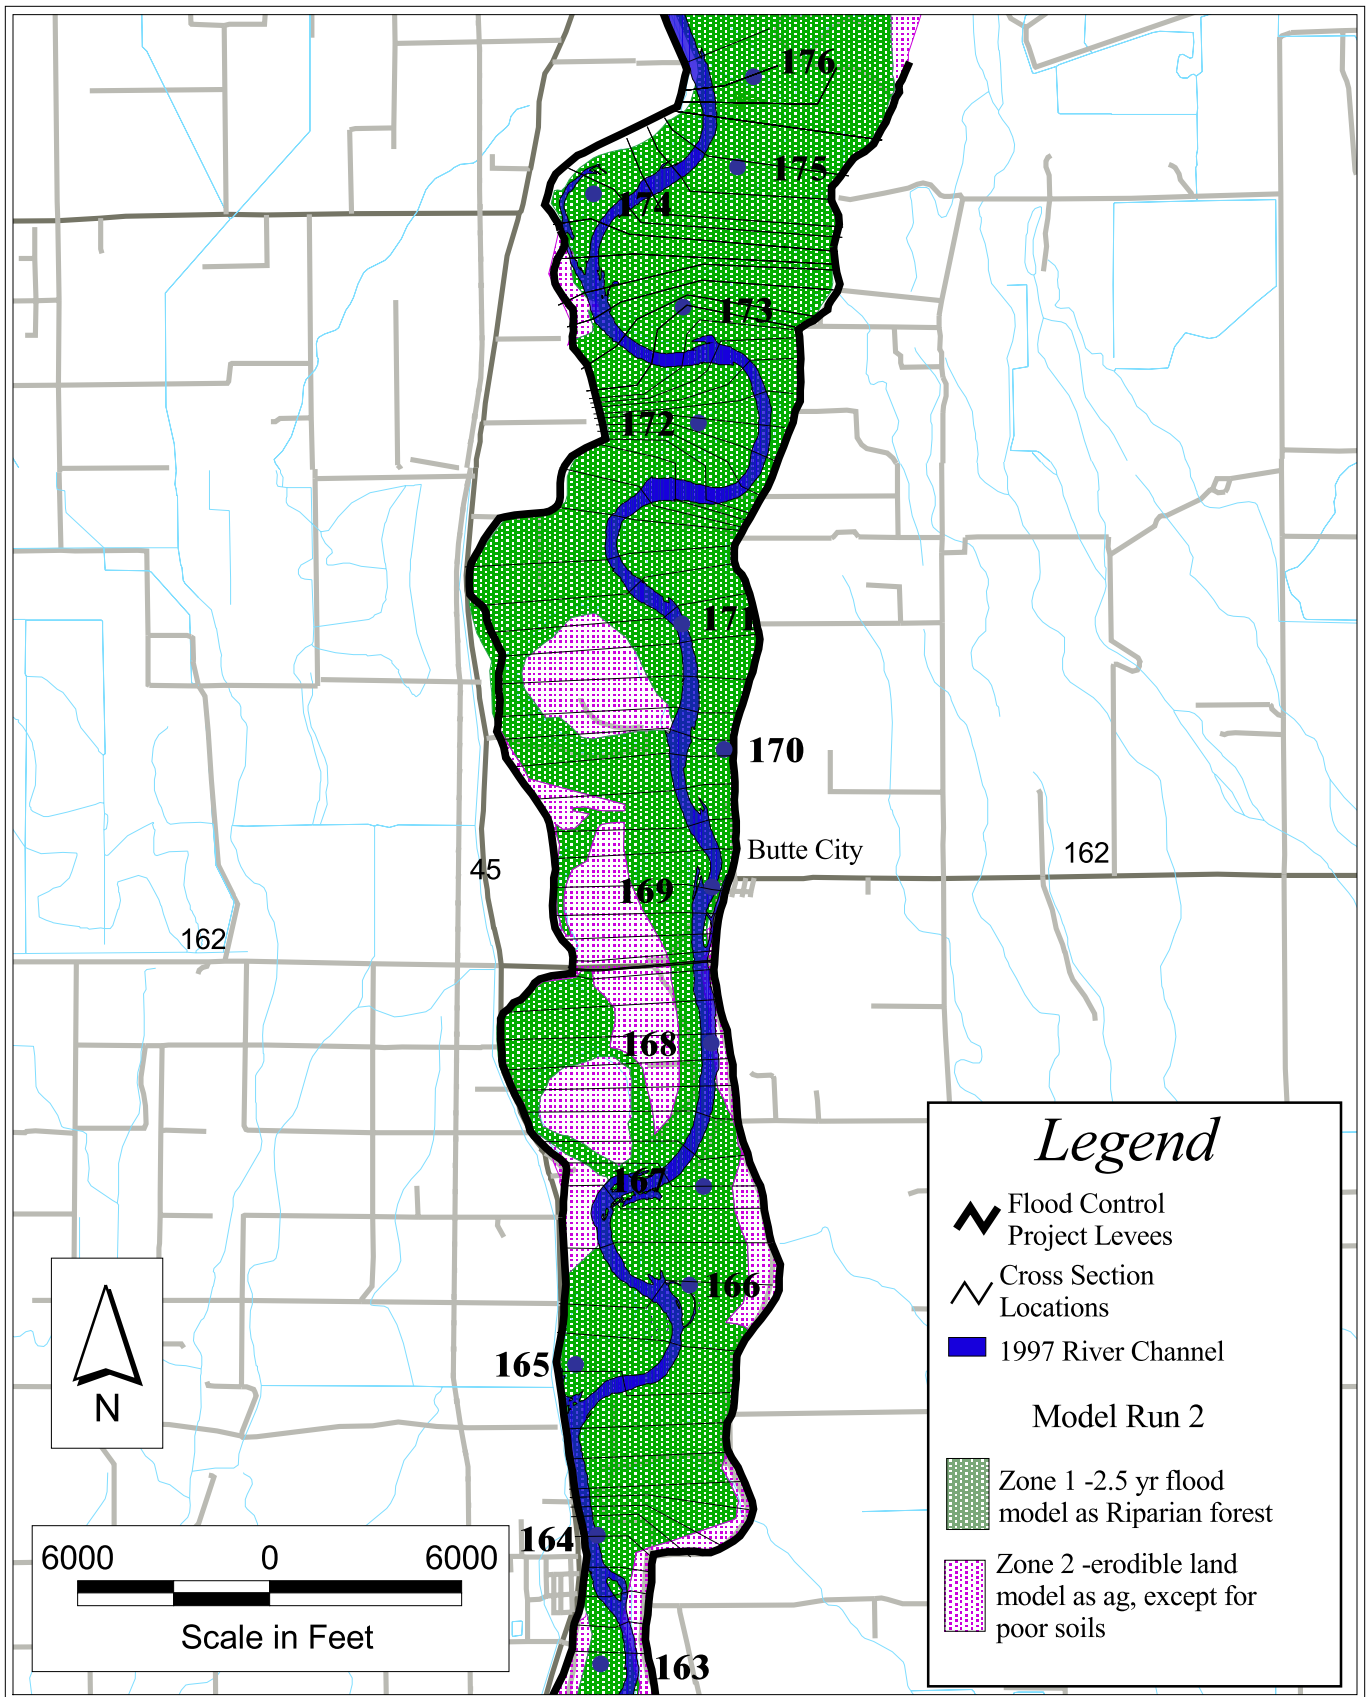 176
175
174
173
172
171
170
Butte City
162
45
169
162
168
167
166
165
164
163
N
6000 0 6000
Scale in Feet
Legend
Flood Control
Project Levees
Cross Section
Locations
1997 River Channel
Model Run 2
Zone 1 -2.5 yr flood
model as Riparian forest
Zone 2 -erodible land
model as ag, except for
poor soils